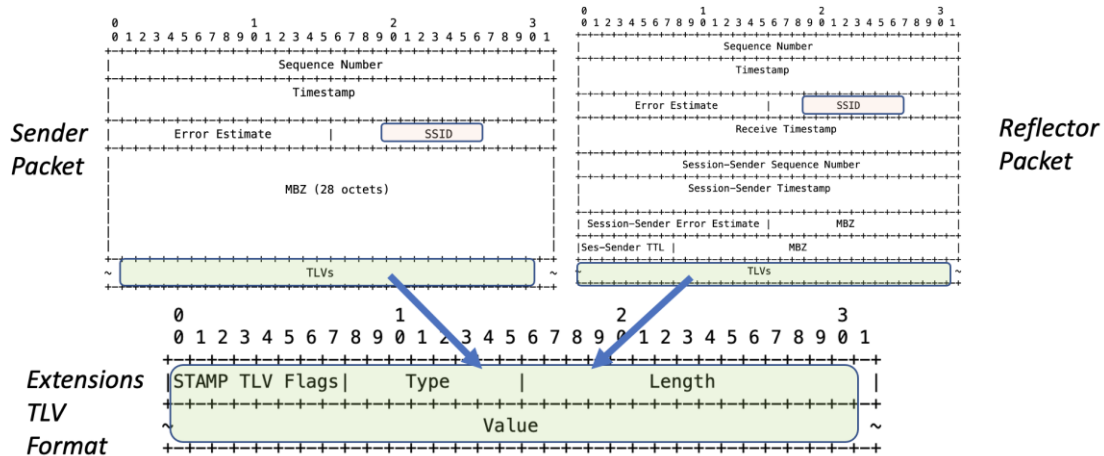 Sender
Packet
0 1 2 3
0 1 2 3 4 5 6 7 8 9 0 1 2 3 4 5 6 7 8 9 0 1 2 3 4 5 6 7 8 9 0 1
| Sequence Number |
| Timestamp |
| Error Estimate | SSID |
| MBZ (28 octets) |
~ TLVs ~
0 1 2 3
0 1 2 3 4 5 6 7 8 9 0 1 2 3 4 5 6 7 8 9 0 1 2 3 4 5 6 7 8 9 0 1
| Sequence Number |
| Timestamp |
| Error Estimate | SSID |
| Receive Timestamp |
| Session-Sender Sequence Number |
| Session-Sender Timestamp |
| Session-Sender Error Estimate | MBZ |
|Ses-Sender TTL | MBZ |
~ TLVs ~
Reflector
Packet
Extensions
TLV
Format
0 1 2 3
0 1 2 3 4 5 6 7 8 9 0 1 2 3 4 5 6 7 8 9 0 1 2 3 4 5 6 7 8 9 0 1
|STAMP TLV Flags| Type | Length |
~ Value ~